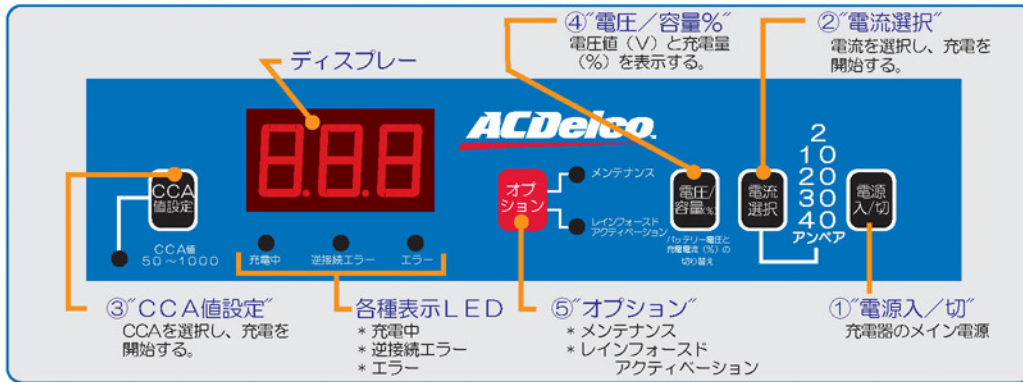 ④"電圧／容量%"
電圧値（V）と充電量
（%）を表示する。
②"電流選択"
電流を選択し、充電を
開始する。
ディスプレー
8.8.8
ACDelco
CCA
値設定
CCA値
50～1000
充電中
逆接続エラー
エラー
オプ
ション
メンテナンス
レインフォースド
アクティベーション
電圧/
容量(%)
バッテリー電圧と
充電電流（%）の
切り替え
電流
選択
2
10
20
30
40
アンペア
電源
入/切
③"CCA値設定"
CCAを選択し、充電を
開始する。
各種表示LED
* 充電中
* 逆接続エラー
* エラー
⑤"オプション"
* メンテナンス
* レインフォースド
アクティベーション
①"電源入／切"
充電器のメイン電源